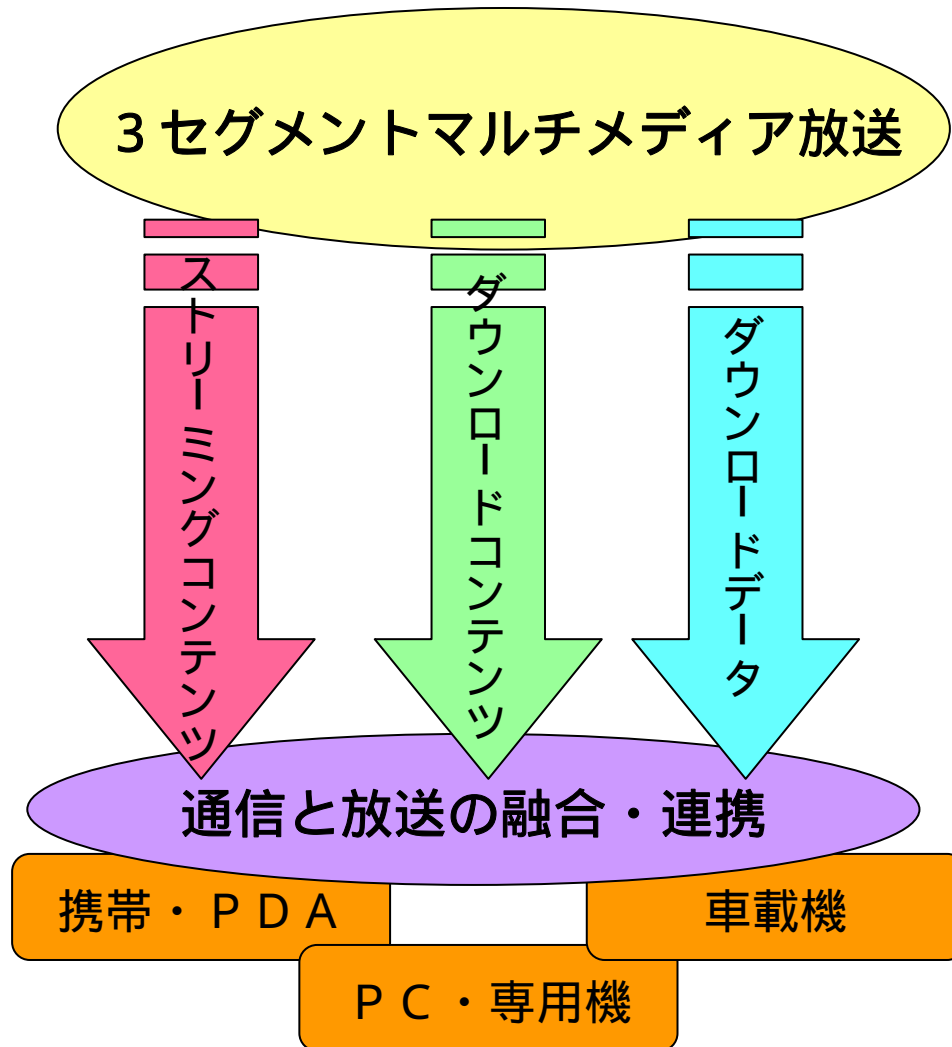 ３セグメントマルチメディア放送
ストリーミングコンテンツ
ダウンロードコンテンツ
ダウンロードデータ
通信と放送の融合・連携
携帯・ＰＤＡ
車載機
ＰＣ・専用機